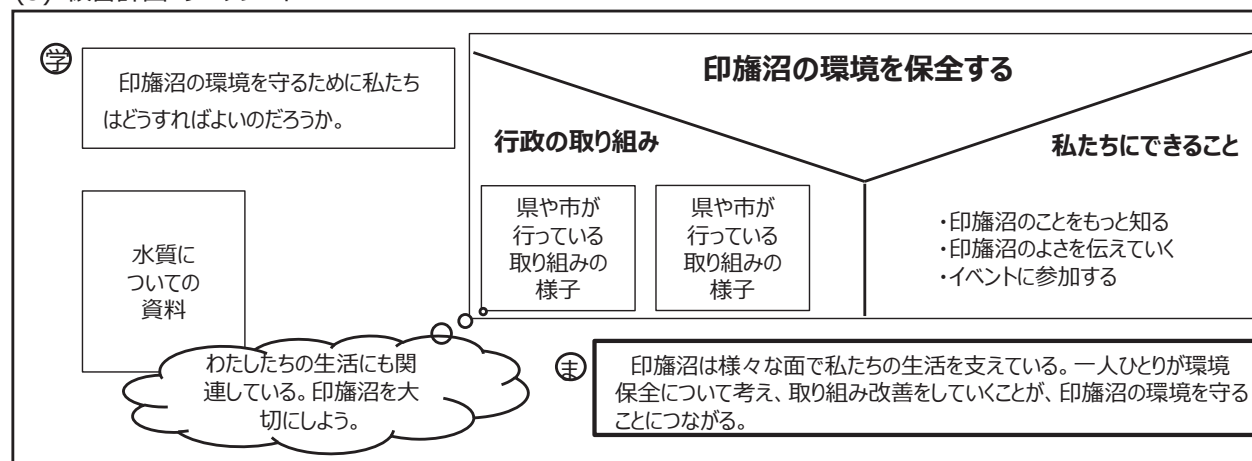 学
印旛沼の環境を守るために私たち
はどうすればよいのだろうか。
水質に
ついての
資料
印旛沼の環境を保全する
行政の取り組み
私たちにできること
県や市が
行っている
取り組みの
様子
県や市が
行っている
取り組みの
様子
・印旛沼のことをもっと知る
・印旛沼のよさを伝えていく
・イベントに参加する
わたしたちの生活にも関
連している。印旛沼を大
切にしよう。
ま
印旛沼は様々な面で私たちの生活を支えている。一人ひとりが環境
保全について考え、取り組み改善をしていくことが、印旛沼の環境を守る
ことにつながる。